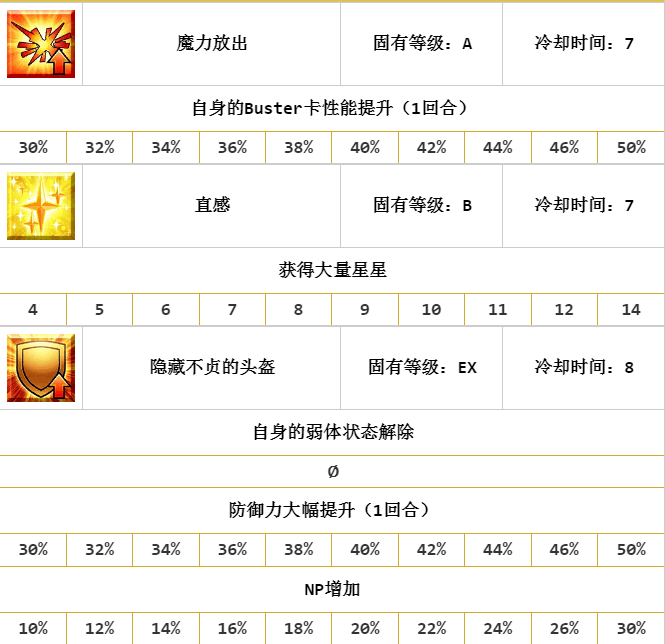 魔力放出 固有等级：A 冷却时间：7
自身的Buster卡性能提升（1回合）
30% 32% 34% 36% 38% 40% 42% 44% 46% 50%
直感 固有等级：B 冷却时间：7
获得大量星星
4 5 6 7 8 9 10 11 12 14
隐藏不贞的头盔 固有等级：EX 冷却时间：8
自身的弱体状态解除
Ø
防御力大幅提升（1回合）
30% 32% 34% 36% 38% 40% 42% 44% 46% 50%
NP增加
10% 12% 14% 16% 18% 20% 22% 24% 26% 30%